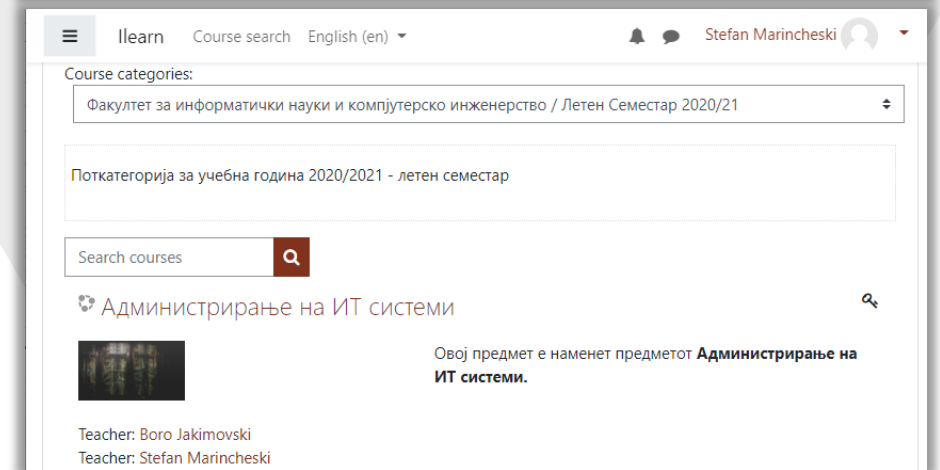 Ilearn Course search English (en) Stefan Marincheski
Course categories:
Факултет за информатички науки и компјутерско инженерство / Летен Семестар 2020/21
Поткатегорија за учебна година 2020/2021 - летен семестар
Search courses
Администрирање на ИТ системи
Овој предмет е наменет предметот Администрирање на
ИТ системи.
Teacher: Boro Jakimovski
Teacher: Stefan Marincheski